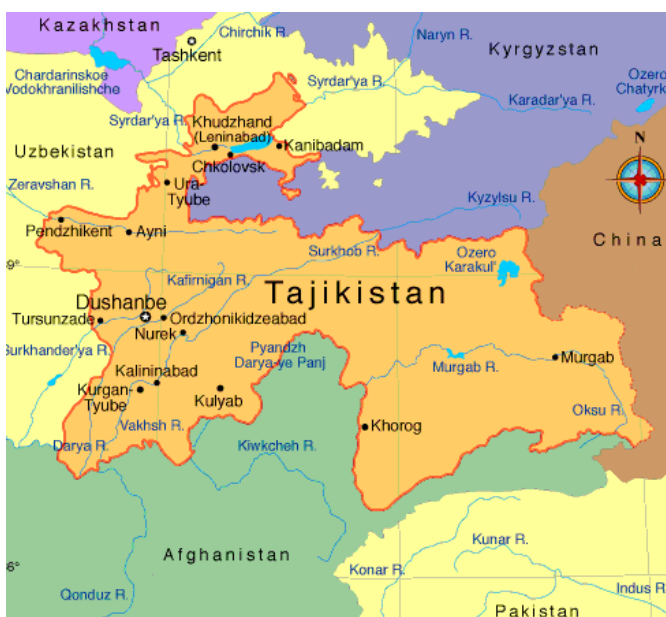 Kazakhstan
Chirchik R.
Naryn R.
Tashkent
Kyrgyzstan
Chardarinskoe
Vodokhranilishche
Syrdar'ya R.
Ozero
Chatyrk
Karadar'ya R.
Syrdar'ya R.
Khudzhand
(Leninabad)
Kanibadam
N
Uzbekistan
Chkolovsk
Zeravshan R.
Ura-
Tyube
Kyzylsu R.
Pendzhikent
Ayni
China
Surkhob R.
Ozero
Karakul'
9°
Kafirnigan R.
Tajikistan
Dushanbe
Tursunzade
Ordzhonikidzeabad
Nurek
Surkhander'ya R.
Pyandzh
Darya-ye Panj
Murgab
Kalininabad
Murgab R.
Kurgan-
Tyube
Kulyab
Oksu R.
Vakhsh R.
Khorog
Darya R.
Kiwkcheh R.
Kunar R.
Afghanistan
6°
Konar R.
Qonduz R.
Indus R
Pakistan